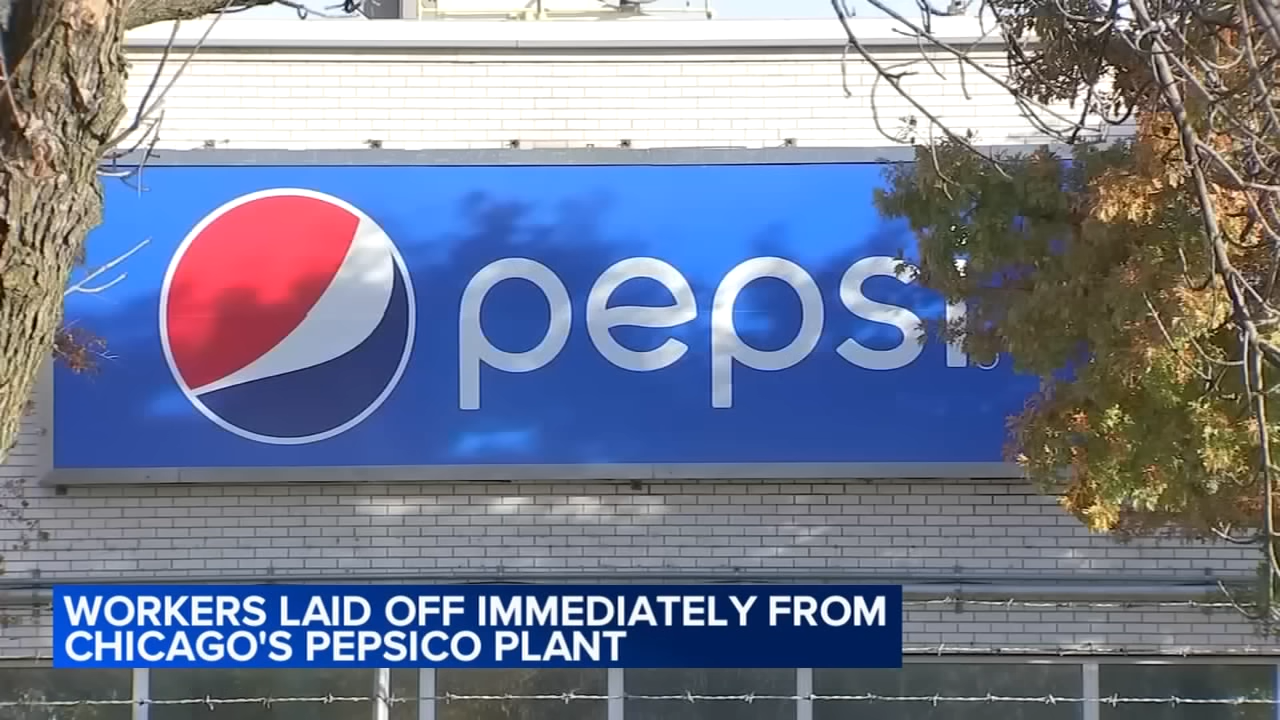 pepsi
WORKERS LAID OFF IMMEDIATELY FROM
CHICAGO'S PEPSICO PLANT